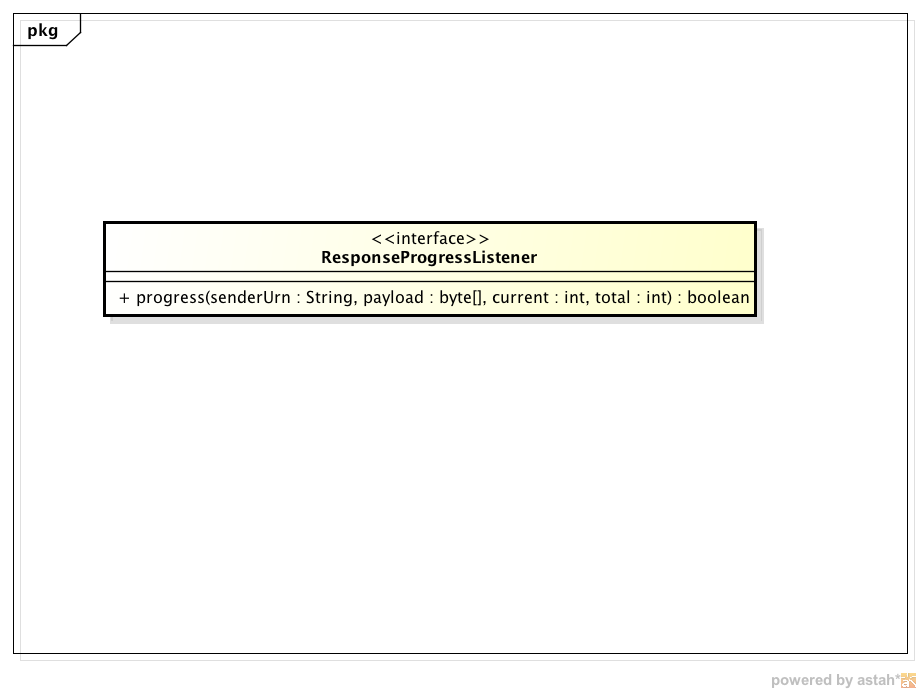 pkg
<<interface>>
ResponseProgressListener
+ progress(senderUrn : String, payload : byte[], current : int, total : int) : boolean
powered by astah*